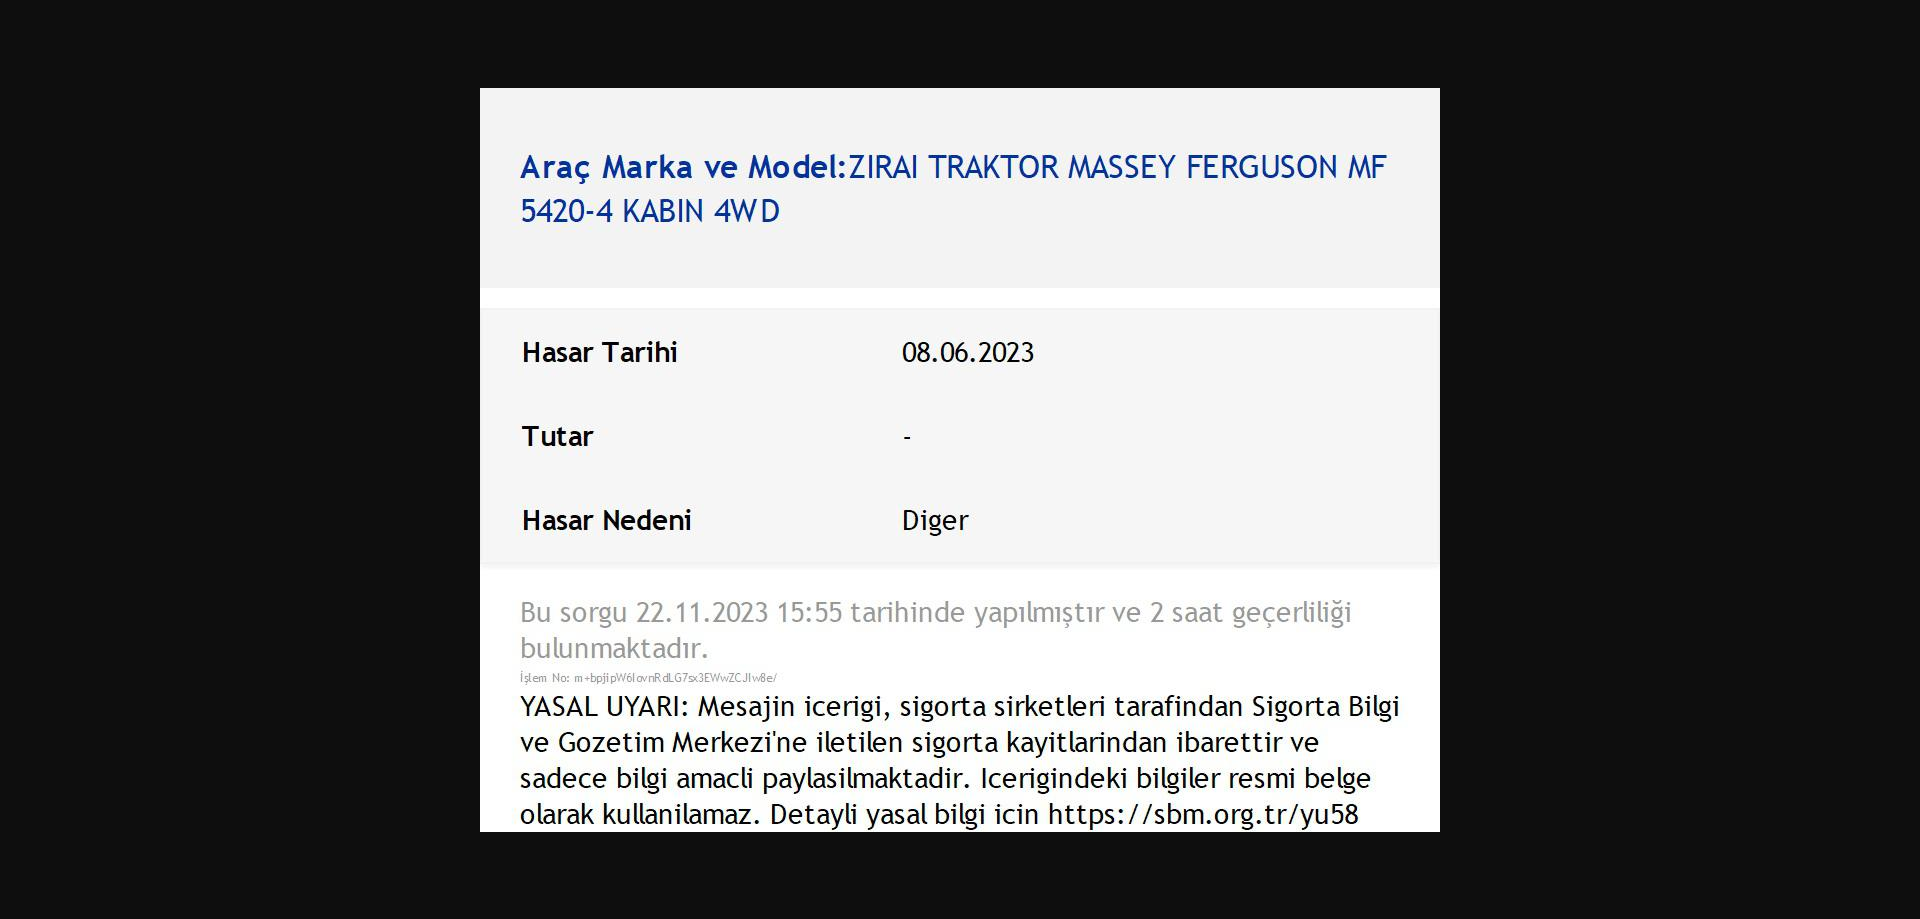 Araç Marka ve Model:ZIRAI TRAKTOR MASSEY FERGUSON MF
5420-4 KABIN 4WD
Hasar Tarihi 08.06.2023
Tutar -
Hasar Nedeni Diger
Bu sorgu 22.11.2023 15:55 tarihinde yapılmıştır ve 2 saat geçerliliği
bulunmaktadır.
İşlem No:
YASAL UYARI: Mesajin icerigi, sigorta sirketleri tarafindan Sigorta Bilgi
ve Gozetim Merkezi'ne iletilen sigorta kayitlarindan ibarettir ve
sadece bilgi amacli paylasilmaktadir. Icerigindeki bilgiler resmi belge
olarak kullanilamaz. Detayli yasal bilgi icin https://sbm.org.tr/yu58